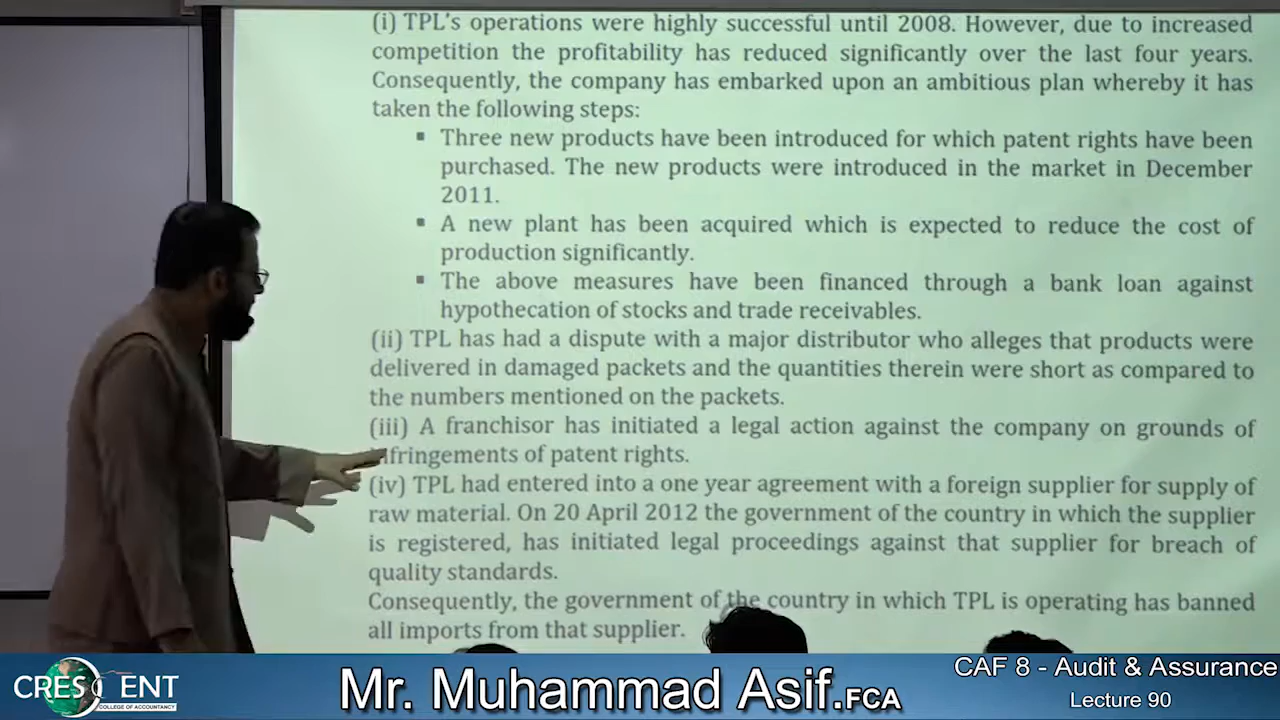 (i) TPL's operations were highly successful until 2008. However, due to increased
competition the profitability has reduced significantly over the last four years.
Consequently, the company has embarked upon an ambitious plan whereby it has
taken the following steps:
▪ Three new products have been introduced for which patent rights have been
purchased. The new products were introduced in the market in December
2011.
▪ A new plant has been acquired which is expected to reduce the cost of
production significantly.
▪ The above measures have been financed through a bank loan against
hypothecation of stocks and trade receivables.
(ii) TPL has had a dispute with a major distributor who alleges that products were
delivered in damaged packets and the quantities therein were short as compared to
the numbers mentioned on the packets.
(iii) A franchisor has initiated a legal action against the company on grounds of
fringements of patent rights.
(iv) TPL had entered into a one year agreement with a foreign supplier for supply of
raw material. On 20 April 2012 the government of the country in which the supplier
is registered, has initiated legal proceedings against that supplier for breach of
quality standards.
Consequently, the government of the country in which TPL is operating has banned
all imports from that supplier.
CRESCENT
COLLEGE OF ACCOUNTANCY
Mr. Muhammad Asif.FCA
CAF 8 - Audit & Assurance
Lecture 90